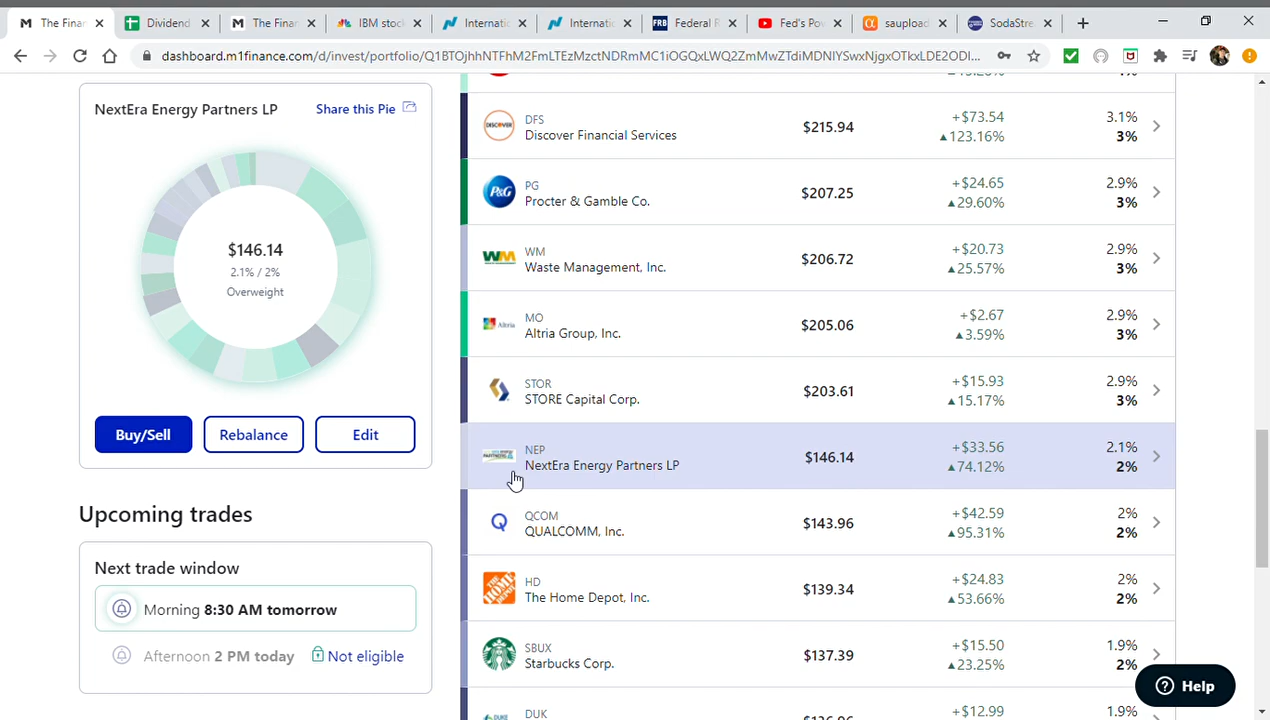 The Finar
Dividend
The Finan
IBM stock
Internatic
Internatic
FRB
Federal R
Fed's Pov
saupload
SodaStre
dashboard.m1finance.com/d/invest/portfolio/
NextEra Energy Partners LP
Share this Pie
$146.14
2.1% / 2%
Overweight
Buy/Sell
Rebalance
Edit
Upcoming trades
Next trade window
Morning 8:30 AM tomorrow
Afternoon 2 PM today
Not eligible
DISCOVER
DFS
Discover Financial Services
$215.94
+$73.54
▲123.16%
3.1%
3%
P&G
PG
Procter & Gamble Co.
$207.25
+$24.65
▲29.60%
2.9%
3%
WM
WM
Waste Management, Inc.
$206.72
+$20.73
▲25.57%
2.9%
3%
Altria
MO
Altria Group, Inc.
$205.06
+$2.67
▲3.59%
2.9%
3%
STOR
STORE Capital Corp.
$203.61
+$15.93
▲15.17%
2.9%
3%
NEP
NextEra Energy Partners LP
$146.14
+$33.56
▲74.12%
2.1%
2%
QCOM
QUALCOMM, Inc.
$143.96
+$42.59
▲95.31%
2%
2%
HD
The Home Depot, Inc.
$139.34
+$24.83
▲53.66%
2%
2%
SBUX
Starbucks Corp.
$137.39
+$15.50
▲23.25%
1.9%
2%
DUK
+$12.99
1.9%
Help